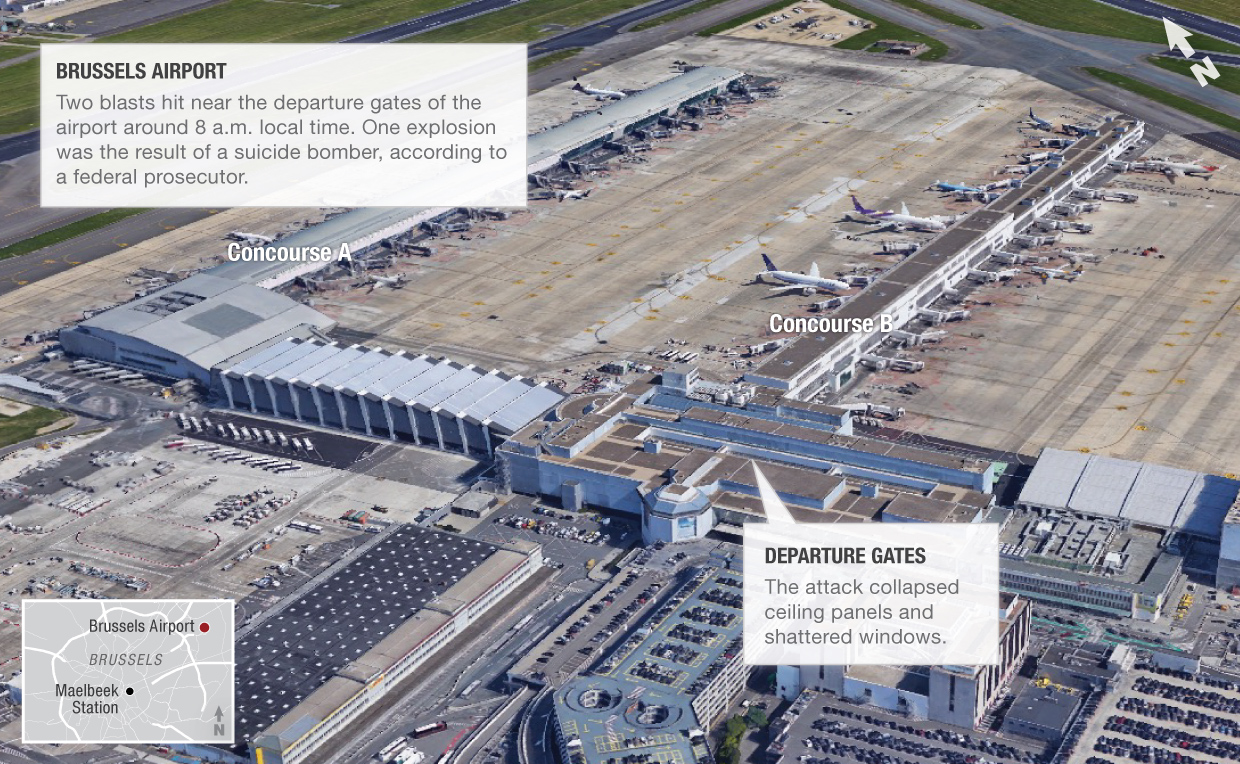 BRUSSELS AIRPORT
Two blasts hit near the departure gates of the
airport around 8 a.m. local time. One explosion
was the result of a suicide bomber, according to
a federal prosecutor.
N
Concourse A
Concourse B
DEPARTURE GATES
The attack collapsed
ceiling panels and
shattered windows.
Brussels Airport
BRUSSELS
Maelbeek
Station
N